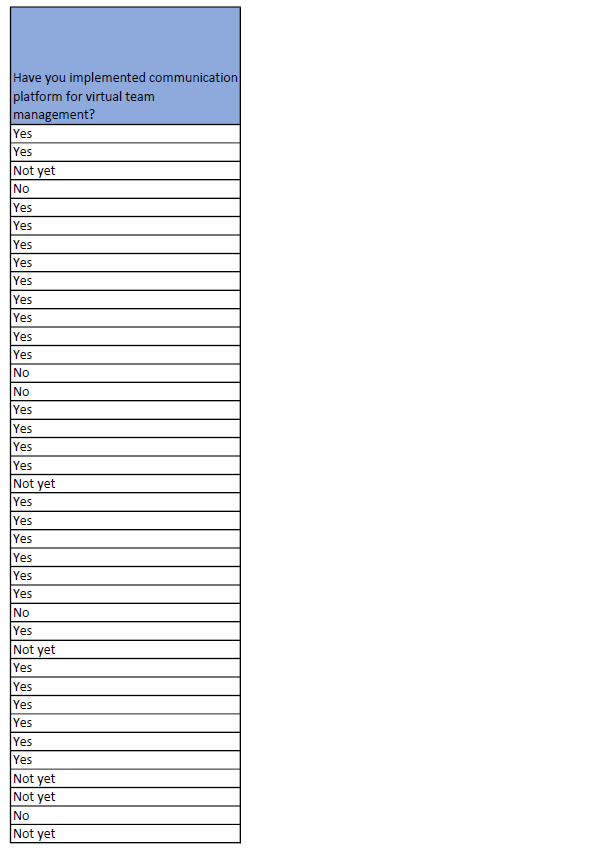 Have you implemented communication
platform for virtual team
management?
Yes
Yes
Not yet
No
Yes
Yes
Yes
Yes
Yes
Yes
Yes
Yes
Yes
No
No
Yes
Yes
Yes
Yes
Not yet
Yes
Yes
Yes
Yes
Yes
Yes
No
Yes
Not yet
Yes
Yes
Yes
Yes
Yes
Yes
Not yet
Not yet
No
Not yet